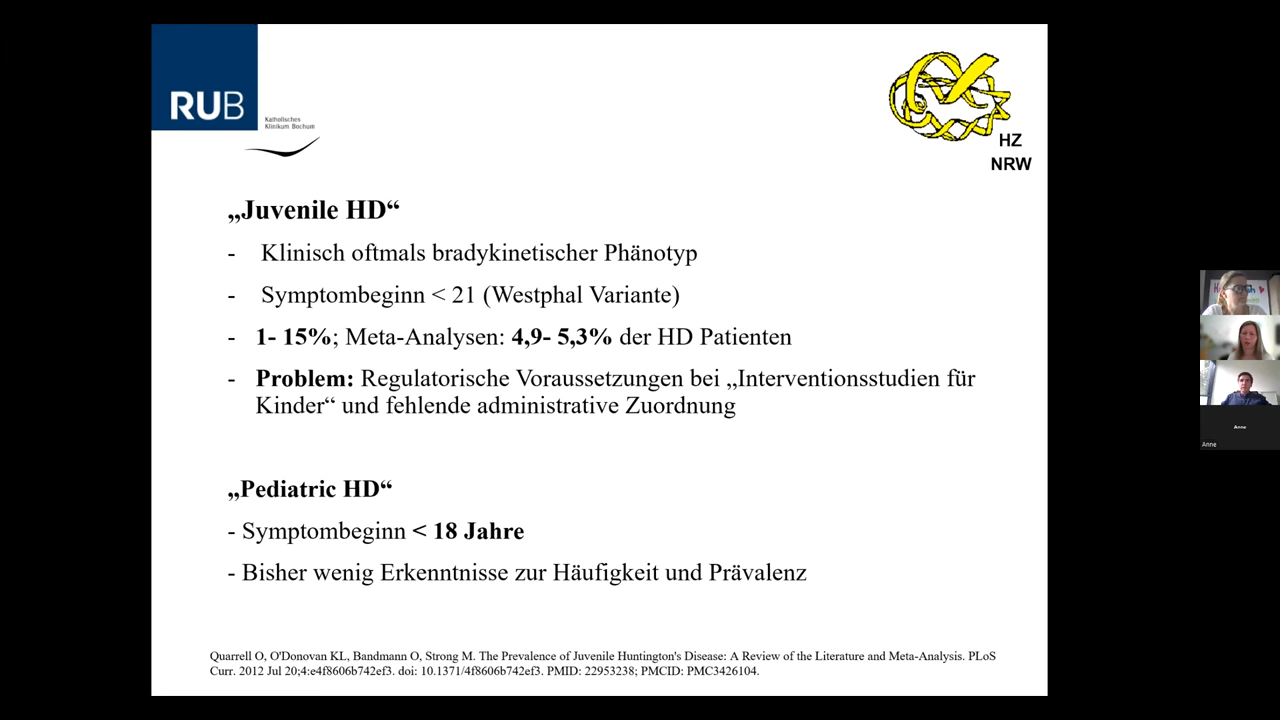 RUB
Katholisches
Klinikum Bochum
HZ
NRW
„Juvenile HD“
- Klinisch oftmals bradykinetischer Phänotyp
- Symptombeginn < 21 (Westphal Variante)
- 1- 15%; Meta-Analysen: 4,9- 5,3% der HD Patienten
- Problem: Regulatorische Voraussetzungen bei „Interventionsstudien für
Kinder“ und fehlende administrative Zuordnung
„Pediatric HD“
- Symptombeginn < 18 Jahre
- Bisher wenig Erkenntnisse zur Häufigkeit und Prävalenz
Quarrell O, O'Donovan KL, Bandmann O, Strong M. The Prevalence of Juvenile Huntington's Disease: A Review of the Literature and Meta-Analysis. PLoS
Curr. 2012 Jul 20;4:e4f8606b742ef3. doi: 10.1371/4f8606b742ef3. PMID: 22953238; PMCID: PMC3426104.
Anne
Anne